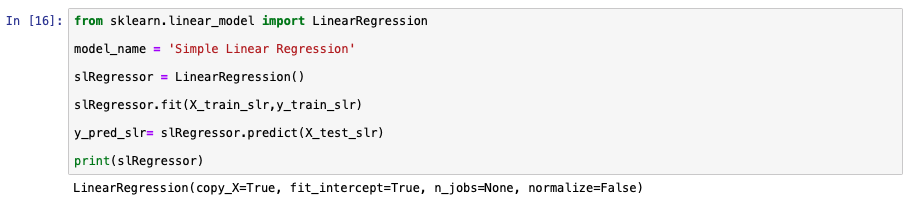 In [16]: from sklearn.linear_model import LinearRegression
model_name = 'Simple Linear Regression'
slRegressor = LinearRegression()
slRegressor.fit(X_train_slr,y_train_slr)
y_pred_slr= slRegressor.predict(X_test_slr)
print(slRegressor)
LinearRegression(copy_X=True, fit_intercept=True, n_jobs=None, normalize=False)